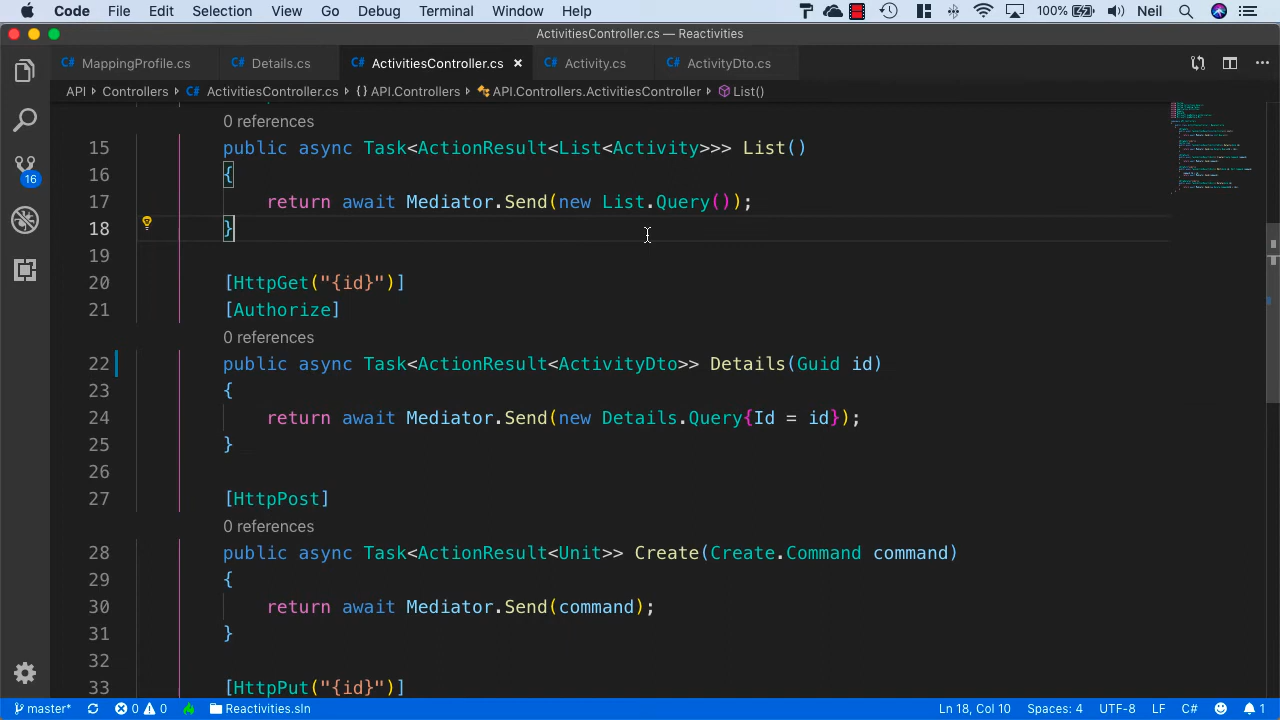 Code File Edit Selection View Go Debug Terminal Window Help 100% Neil
ActivitiesController.cs — Reactivities
C# MappingProfile.cs C# Details.cs C# ActivitiesController.cs × C# Activity.cs C# ActivityDto.cs
API › Controllers › C# ActivitiesController.cs › {} API.Controllers › API.Controllers.ActivitiesController › List()
0 references
15 public async Task<ActionResult<List<Activity>>> List()
16 {
17 return await Mediator.Send(new List.Query());
18 }
19
20 [HttpGet("{id}")]
21 [Authorize]
0 references
22 public async Task<ActionResult<ActivityDto>> Details(Guid id)
23 {
24 return await Mediator.Send(new Details.Query{Id = id});
25 }
26
27 [HttpPost]
0 references
28 public async Task<ActionResult<Unit>> Create(Create.Command command)
29 {
30 return await Mediator.Send(command);
31 }
32
33 [HttpPut("{id}")]
16
master* 0 0 Reactivities.sln Ln 18, Col 10 Spaces: 4 UTF-8 LF C# 1